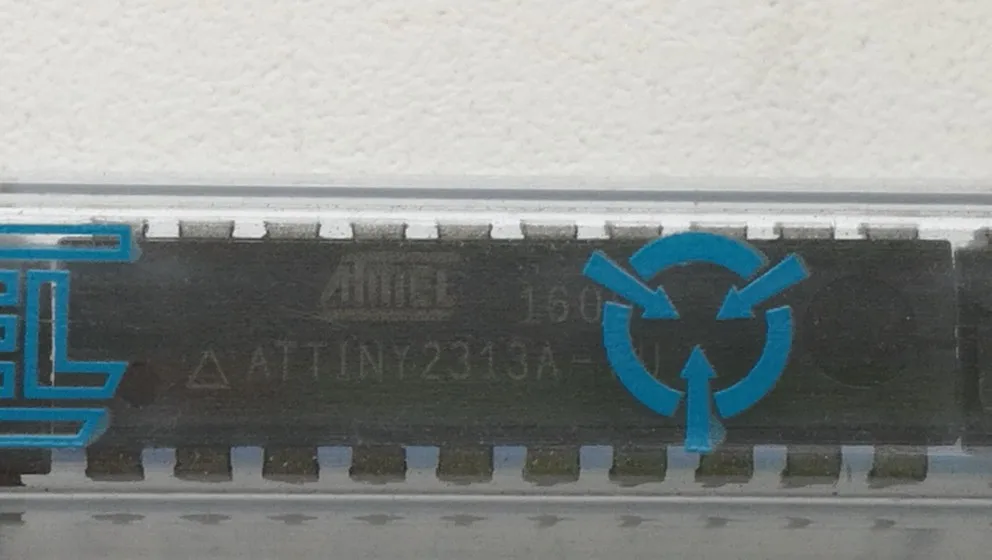 ATMEL
160
ATTINY2313A-